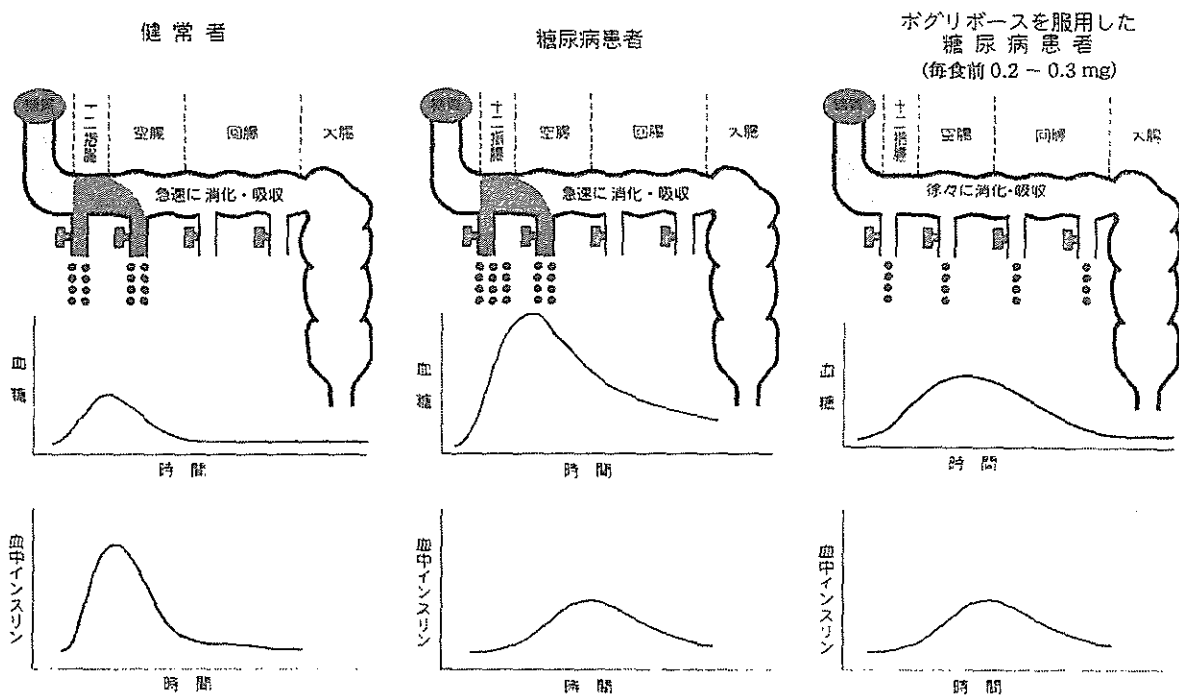 健常者
十二指腸
空腸
回腸
大腸
急速に消化・吸収
血糖
時間
血中インスリン
時間
糖尿病患者
十二指腸
空腸
回腸
大腸
急速に消化・吸収
血糖
時間
血中インスリン
時間
ボグリボースを服用した
糖尿病患者
(毎食前 0.2 − 0.3 mg)
十二指腸
空腸
回腸
大腸
徐々に消化・吸収
血糖
時間
血中インスリン
時間